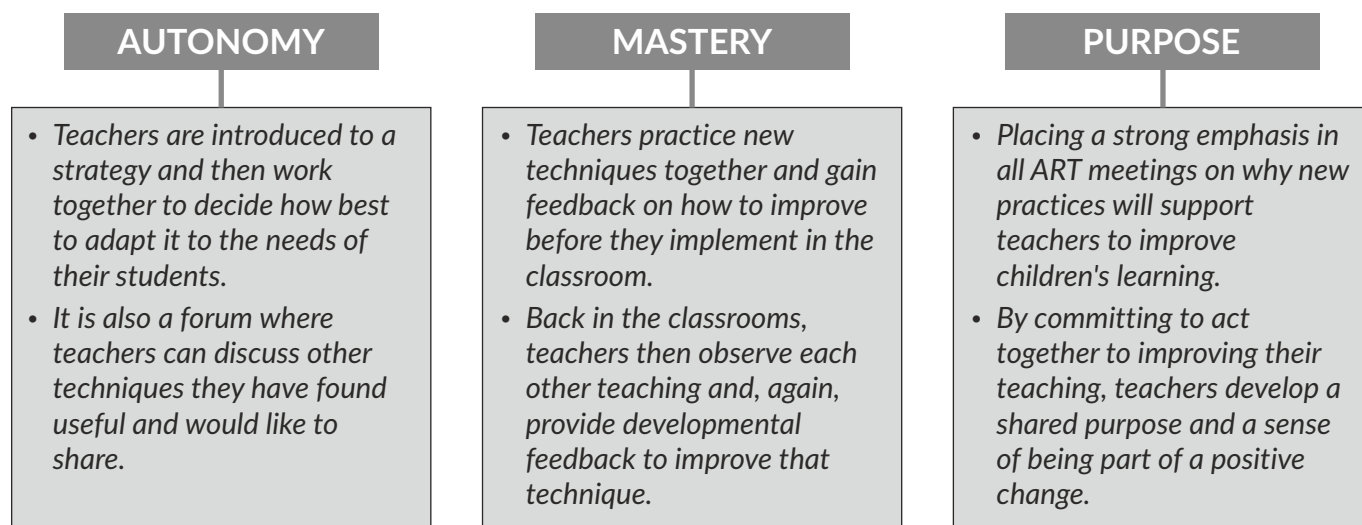 AUTONOMY
• Teachers are introduced to a
strategy and then work
together to decide how best
to adapt it to the needs of
their students.
• It is also a forum where
teachers can discuss other
techniques they have found
useful and would like to
share.
MASTERY
• Teachers practice new
techniques together and gain
feedback on how to improve
before they implement in the
classroom.
• Back in the classrooms,
teachers then observe each
other teaching and, again,
provide developmental
feedback to improve that
technique.
PURPOSE
• Placing a strong emphasis in
all ART meetings on why new
practices will support
teachers to improve
children's learning.
• By committing to act
together to improving their
teaching, teachers develop a
shared purpose and a sense
of being part of a positive
change.